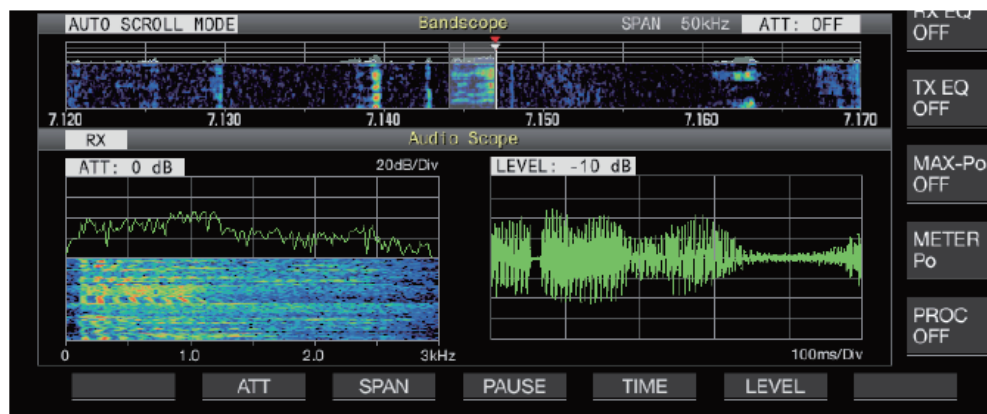 AUTO SCROLL MODE
Bandscope
SPAN 50kHz
ATT: OFF
7.120 7.130 7.140 7.150 7.160 7.170
RX
Audio Scope
ATT: 0 dB
20dB/Div
LEVEL: -10 dB
0 1.0 2.0 3kHz
100ms/Div
ATT SPAN PAUSE TIME LEVEL
RX EQ
OFF
TX EQ
OFF
MAX-Po
OFF
METER
Po
PROC
OFF